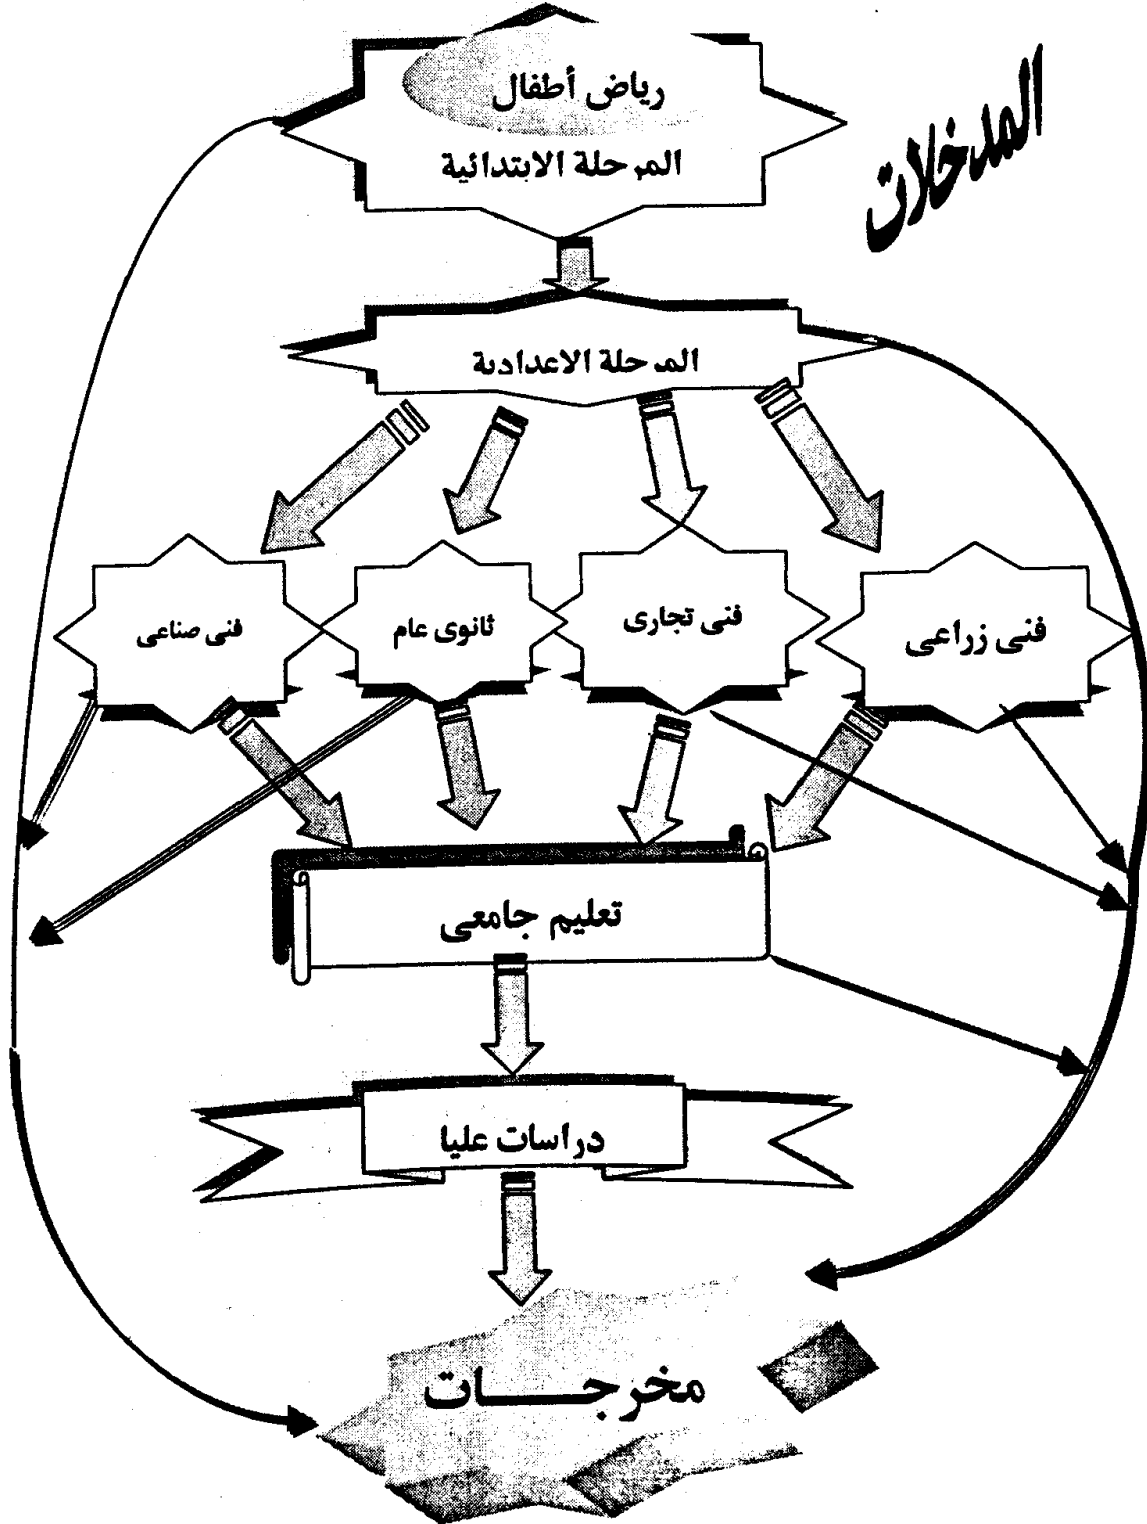 المدخلات
رياض أطفال
المرحلة الابتدائية
المرحلة الاعدادية
فنى زراعى
فنى تجارى
ثانوى عام
فنى صناعى
تعليم جامعى
دراسات عليا
مخرجــــــات